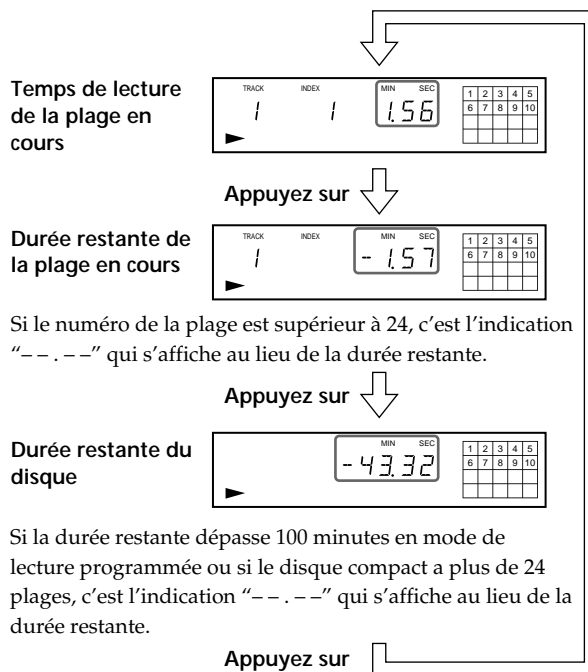 Temps de lecture
de la plage en
cours
TRACK INDEX MIN SEC
1 1 1.56
1 2 3 4 5
6 7 8 9 10
Appuyez sur
Durée restante de
la plage en cours
TRACK INDEX MIN SEC
1 - 1.57
1 2 3 4 5
6 7 8 9 10
Si le numéro de la plage est supérieur à 24, c’est l’indication
“– – . – –” qui s’affiche au lieu de la durée restante.
Appuyez sur
Durée restante du
disque
MIN SEC
- 43.32
1 2 3 4 5
6 7 8 9 10
Si la durée restante dépasse 100 minutes en mode de
lecture programmée ou si le disque compact a plus de 24
plages, c’est l’indication “– – . – –” qui s’affiche au lieu de la
durée restante.
Appuyez sur